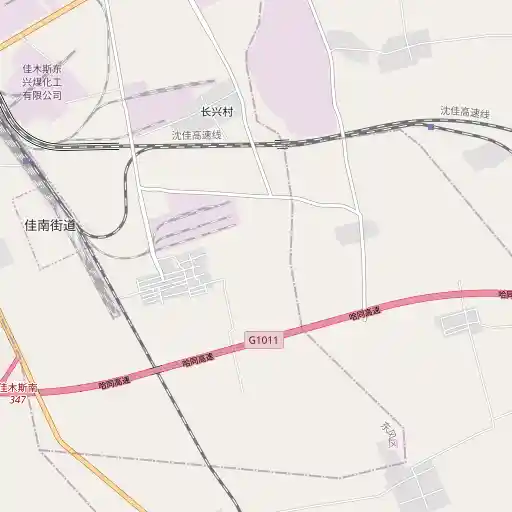 佳木斯东
兴煤化工
有限公司
长兴村
沈佳高速线
沈佳高速线
佳南街道
哈同高速
哈同高速
G1011
哈同高速
佳木斯南
347
东风区